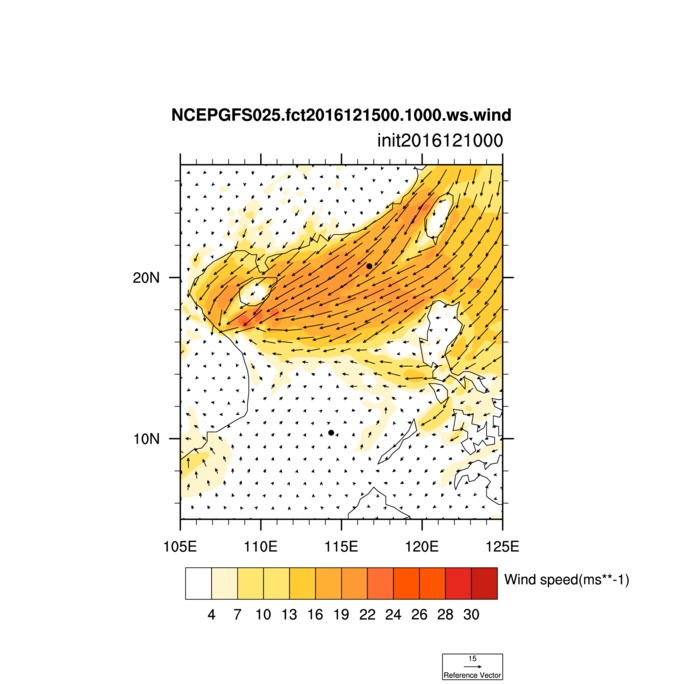 NCEPGFS025.fct2016121500.1000.ws.wind
init2016121000
20N
10N
105E 110E 115E 120E 125E
Wind speed(ms**-1)
4 7 10 13 16 19 22 24 26 28 30
15
Reference Vector